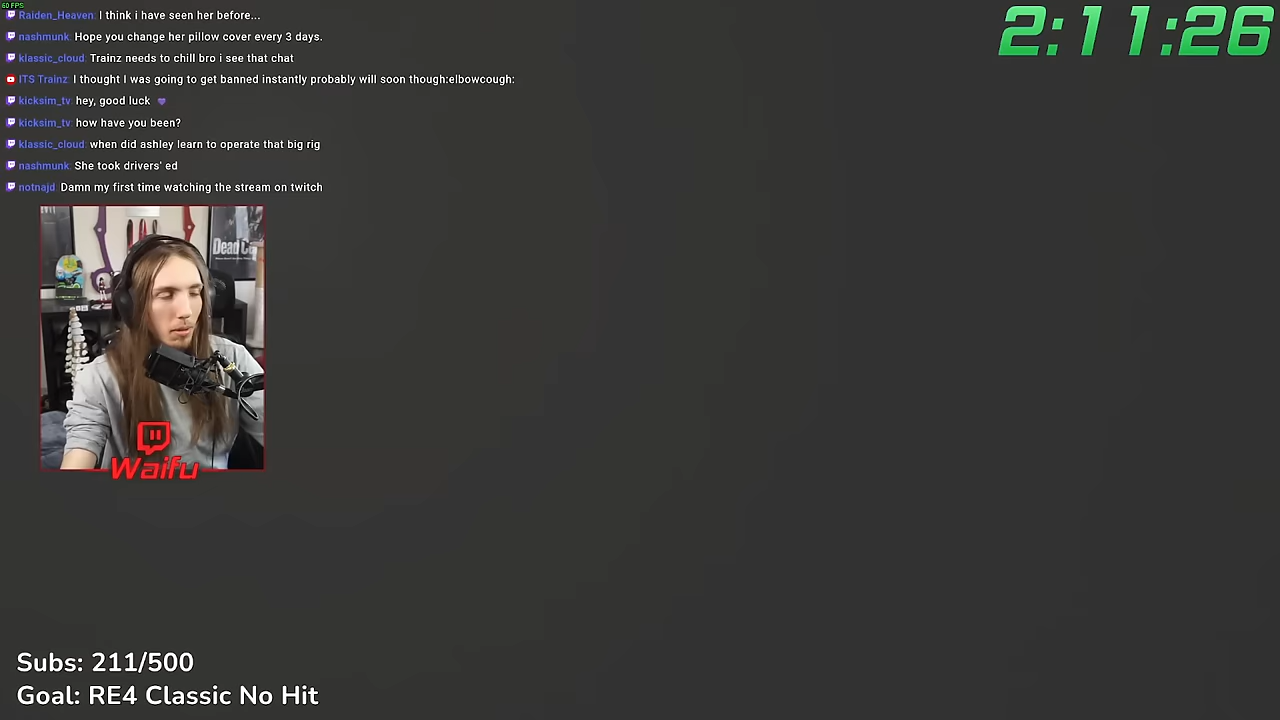 60 FPS
Raiden_Heaven: I think i have seen her before...
nashmunk: Hope you change her pillow cover every 3 days.
klassic_cloud: Trainz needs to chill bro i see that chat
ITS Trainz: I thought I was going to get banned instantly probably will soon though:elbowcough:
kicksim_tv: hey, good luck
kicksim_tv: how have you been?
klassic_cloud: when did ashley learn to operate that big rig
nashmunk: She took drivers' ed
notnajd: Damn my first time watching the stream on twitch
2:11:26
Dead
Waifu
Subs: 211/500
Goal: RE4 Classic No Hit